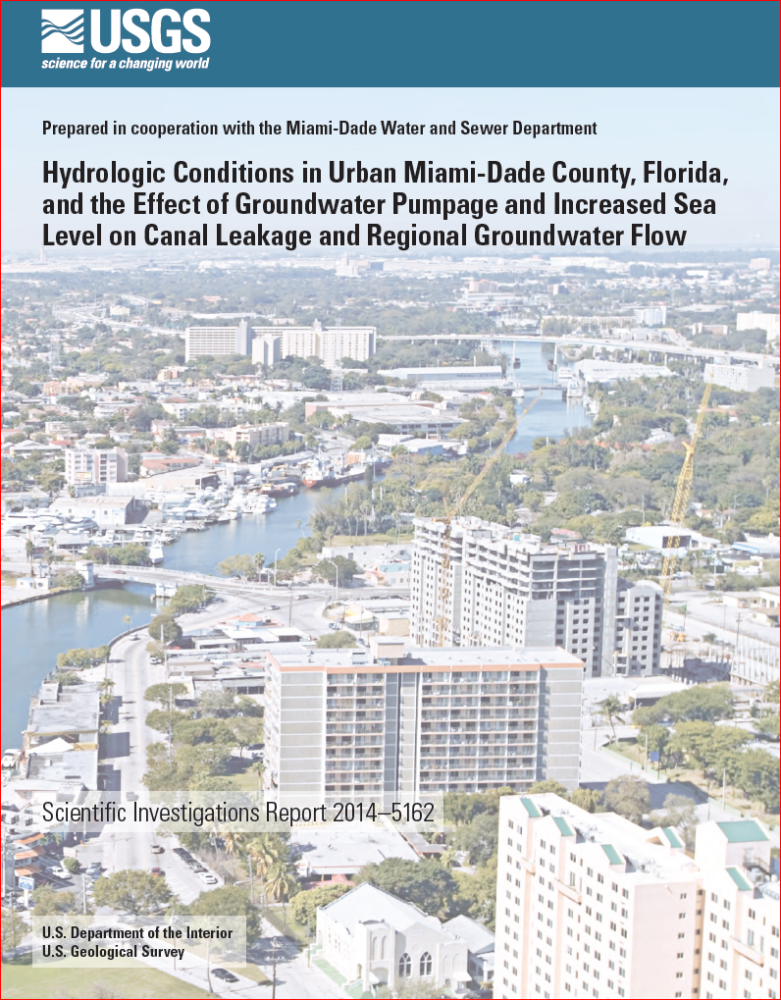 USGS
science for a changing world
Prepared in cooperation with the Miami-Dade Water and Sewer Department
Hydrologic Conditions in Urban Miami-Dade County, Florida,
and the Effect of Groundwater Pumpage and Increased Sea
Level on Canal Leakage and Regional Groundwater Flow
Scientific Investigations Report 2014–5162
U.S. Department of the Interior
U.S. Geological Survey